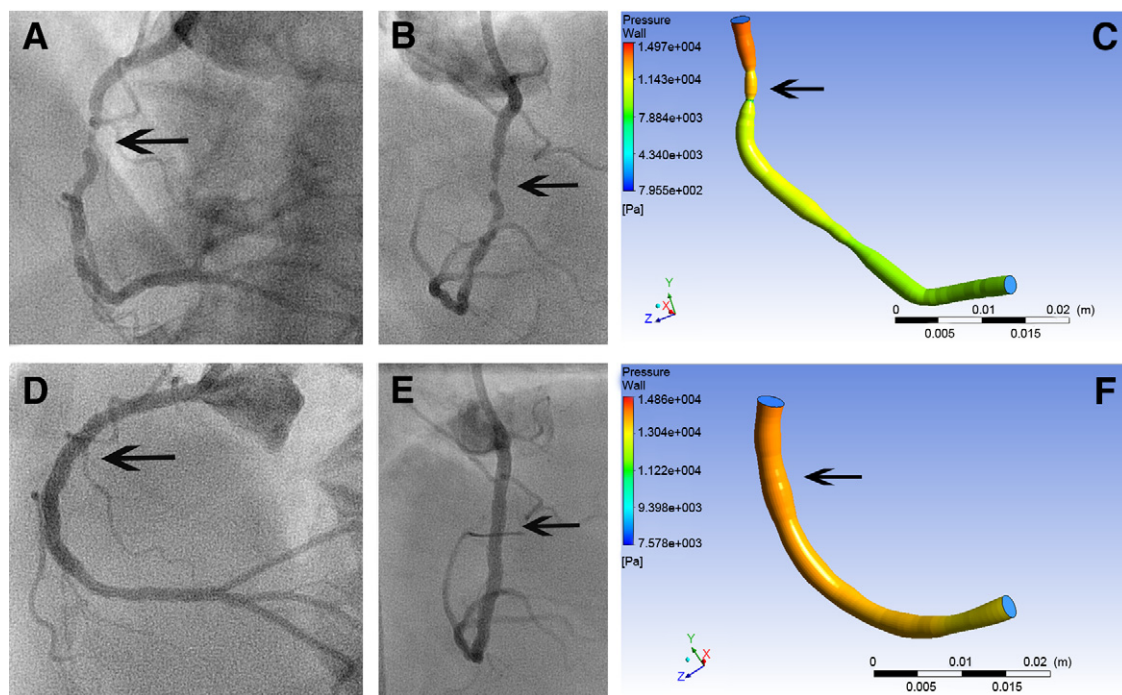 A
B
C
Pressure
Wall
1.497e+004
1.143e+004
7.884e+003
4.340e+003
7.955e+002
[Pa]
Y
X
Z
0 0.01 0.02 (m)
0.005 0.015
D
E
F
Pressure
Wall
1.486e+004
1.304e+004
1.122e+004
9.398e+003
7.578e+003
[Pa]
Y
X
Z
0 0.01 0.02 (m)
0.005 0.015